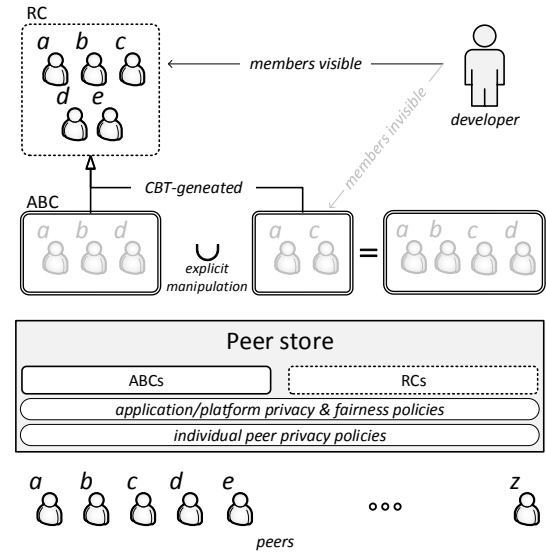 RC
a b c
d e
members visible
developer
members invisible
CBT-geneated
ABC
a b d
∪
explicit
manipulation
a c
=
a b c d
Peer store
ABCs
RCs
application/platform privacy & fairness policies
individual peer privacy policies
a b c d e z
peers